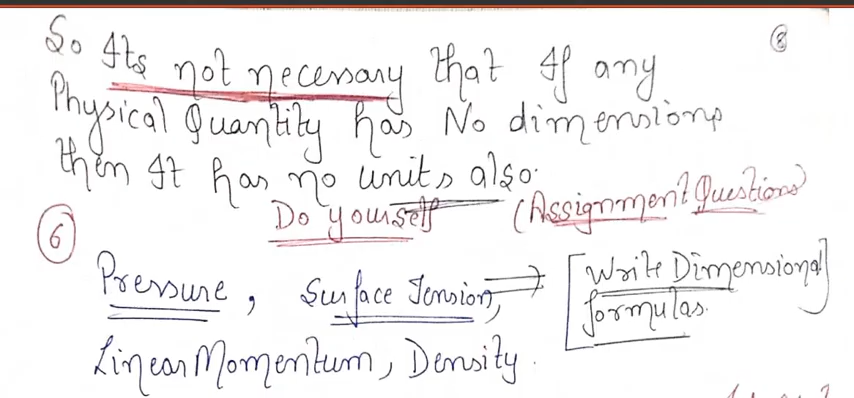 ⑧
So Its not necessary that If any
Physical Quantity has No dimensions
then It has no units also.
Do yourself (Assignment Questions)
⑥
Pressure, Surface Tension, ⇒ [Write Dimensional
formulas.]
Linear Momentum, Density.